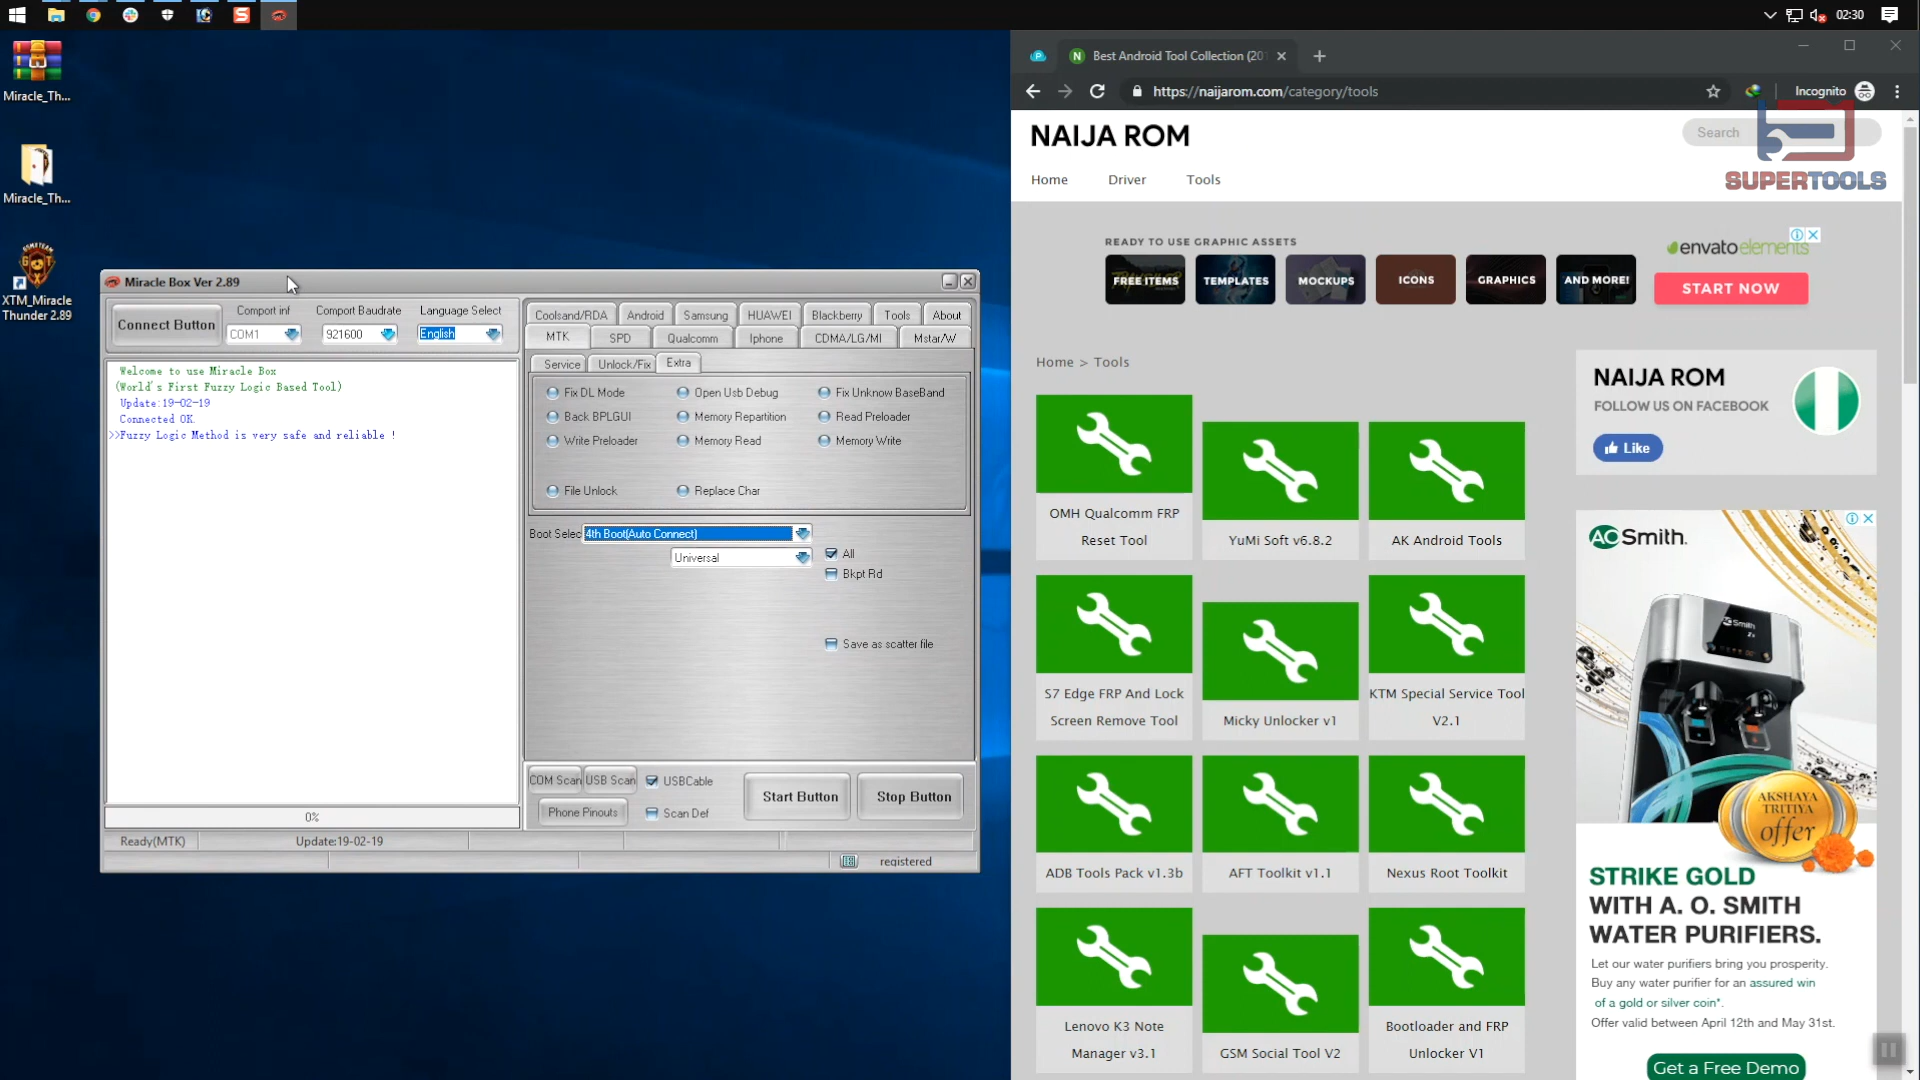 02:30
Miracle_Th...
Miracle_Th...
XTM_Miracle
Thunder 2.89
Miracle Box Ver 2.89
Connect Button
Comport inf
Comport Baudrate
Language Select
COM1
921600
English
Welcome to use Miracle Box
(World's First Fuzzy Logic Based Tool)
Update:19-02-19
Connected OK.
>>Fuzzy Logic Method is very safe and reliable !
0%
Ready(MTK)
Update:19-02-19
registered
Coolsand/RDA
Android
Samsung
HUAWEI
Blackberry
Tools
About
MTK
SPD
Qualcomm
Iphone
CDMA/LG/MI
Mstar/W
Service
Unlock/Fix
Extra
Fix DL Mode
Open Usb Debug
Fix Unknow BaseBand
Back BPLGUI
Memory Repartition
Read Preloader
Write Preloader
Memory Read
Memory Write
File Unlock
Replace Char
Boot Selec
4th Boot(Auto Connect)
Universal
All
Bkpt Rd
Save as scatter file
COM Scan
USB Scan
USBCable
Phone Pinouts
Scan Def
Start Button
Stop Button
Best Android Tool Collection (20
https://naijarom.com/category/tools
Incognito
NAIJA ROM
Search
SUPERTOOLS
Home
Driver
Tools
READY TO USE GRAPHIC ASSETS
FREE ITEMS
TEMPLATES
MOCKUPS
ICONS
GRAPHICS
AND MORE!
envato elements
START NOW
Home > Tools
OMH Qualcomm FRP
Reset Tool
YuMi Soft v6.8.2
AK Android Tools
S7 Edge FRP And Lock
Screen Remove Tool
Micky Unlocker v1
KTM Special Service Tool
V2.1
ADB Tools Pack v1.3b
AFT Toolkit v1.1
Nexus Root Toolkit
Lenovo K3 Note
Manager v3.1
GSM Social Tool V2
Bootloader and FRP
Unlocker V1
NAIJA ROM
FOLLOW US ON FACEBOOK
Like
AO Smith.
AO Smith
AKSHAYA
TRITIYA
offer
STRIKE GOLD
WITH A. O. SMITH
WATER PURIFIERS.
Let our water purifiers bring you prosperity.
Buy any water purifier for an assured win
of a gold or silver coin*.
Offer valid between April 12th and May 31st.
Get a Free Demo